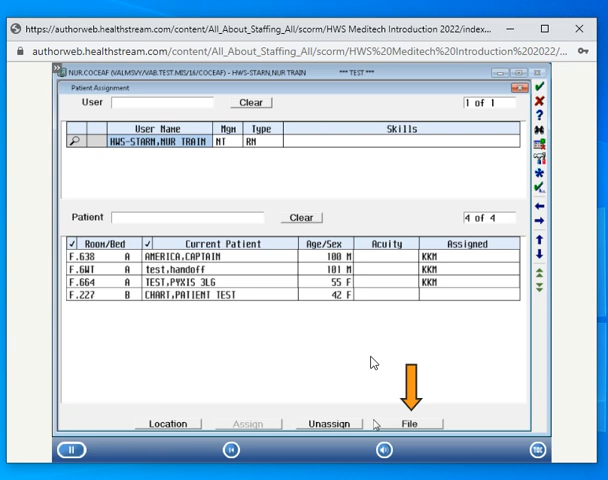 https://authorweb.healthstream.com/content/All_About_Staffing_All/scorm/HWS Meditech Introduction 2022/index...
authorweb.healthstream.com/content/All_About_Staffing_All/scorm/HWS%20Meditech%20Introduction%202022/...
NUR.COCEAF (VALMSVY/VAB.TEST.MIS/16/COCEAF) - HWS-STARN,NUR TRAIN *** TEST ***
Patient Assignment
User Clear 1 of 1
User Name Mgm Type Skills
HWS-STARN,NUR TRAIN NT RN
Patient Clear 4 of 4
✓ Room/Bed ✓ Current Patient Age/Sex Acuity Assigned
F.638 A AMERICA,CAPTAIN 100 M KKM
F.6WT A test,handoff 101 M KKM
F.664 A TEST,PYXIS 3LG 55 F KKM
F.227 B CHART,PATIENT TEST 42 F
Location Assign Unassign File
TOC